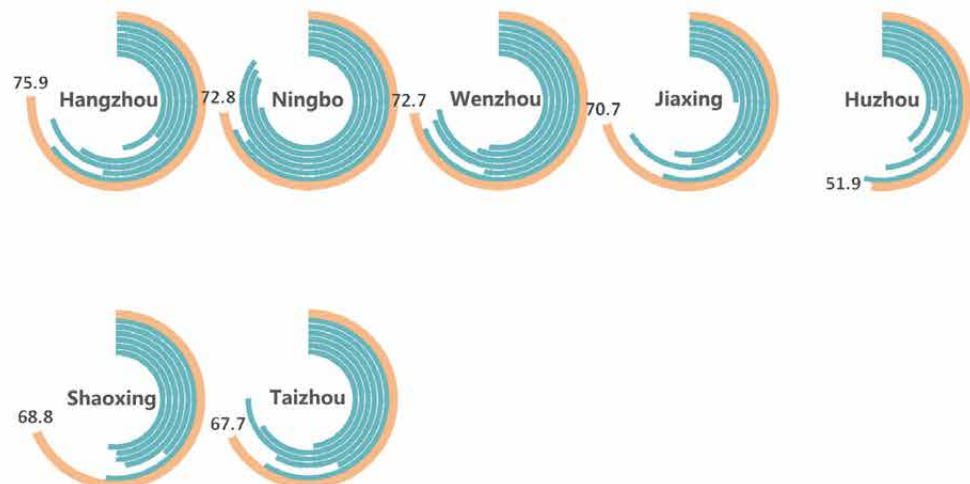 75.9
Hangzhou
72.8
Ningbo
72.7
Wenzhou
70.7
Jiaxing
51.9
Huzhou
68.8
Shaoxing
67.7
Taizhou